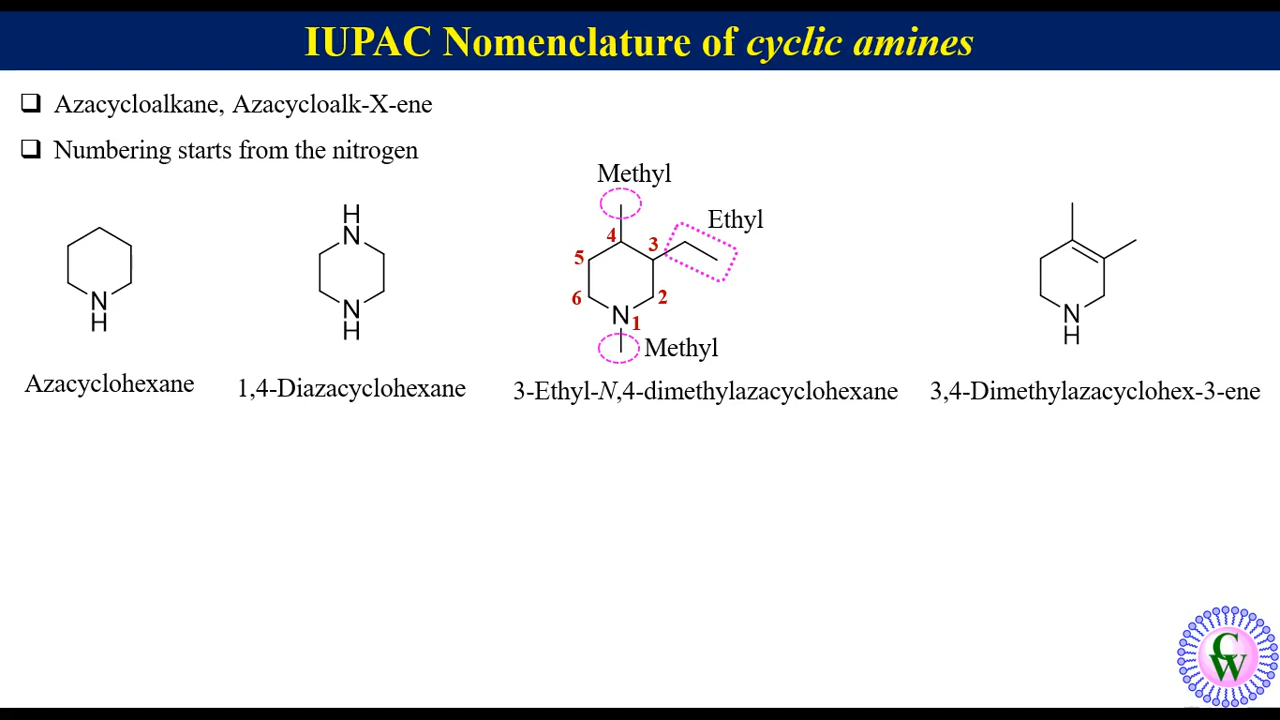 IUPAC Nomenclature of cyclic amines
Azacycloalkane, Azacycloalk-X-ene
Numbering starts from the nitrogen
Methyl
Ethyl
H
N
N
H
N
H
4
3
5
6
2
N
1
Methyl
N
H
Azacyclohexane
1,4-Diazacyclohexane
3-Ethyl-N,4-dimethylazacyclohexane
3,4-Dimethylazacyclohex-3-ene
C
W